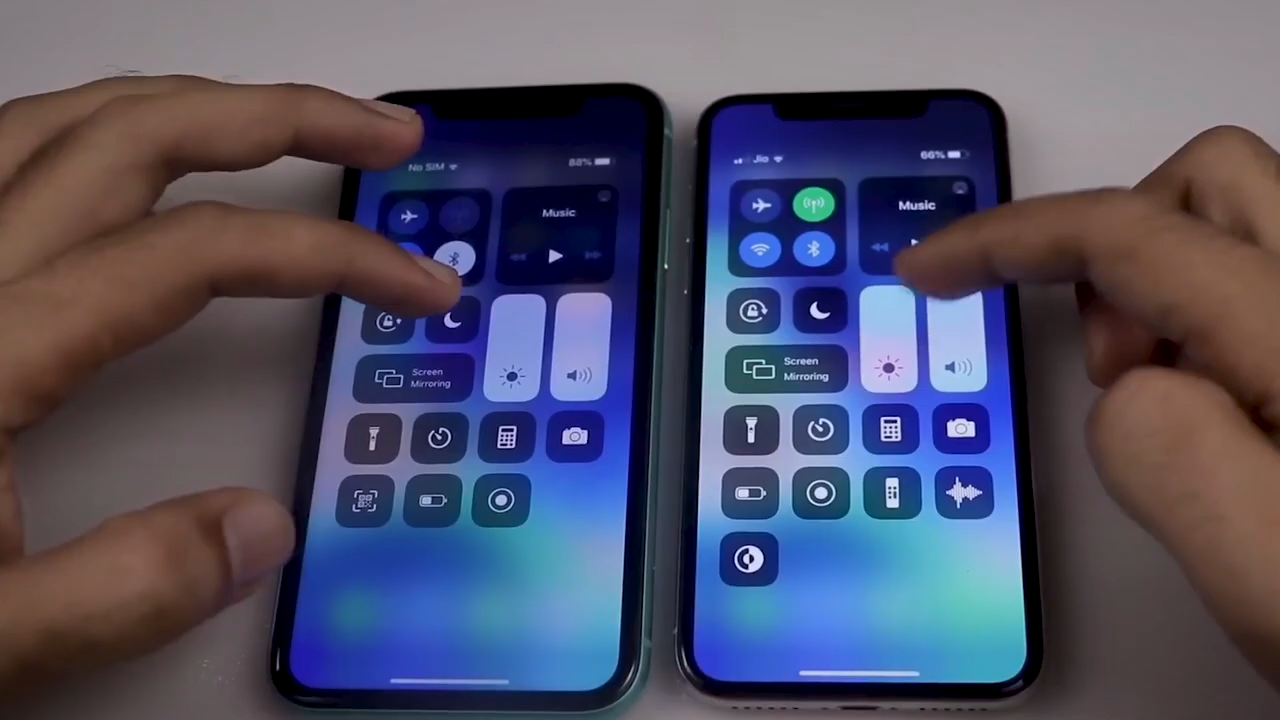 No SIM
88%
Music
Screen
Mirroring
Jio
66%
Music
Screen
Mirroring